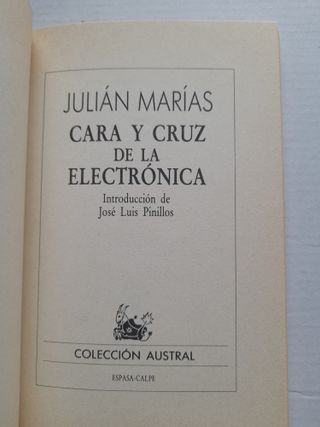 JULIÁN MARÍAS
CARA Y CRUZ
DE LA
ELECTRÓNICA
Introducción de
José Luis Pinillos
COLECCIÓN AUSTRAL
ESPASA-CALPE